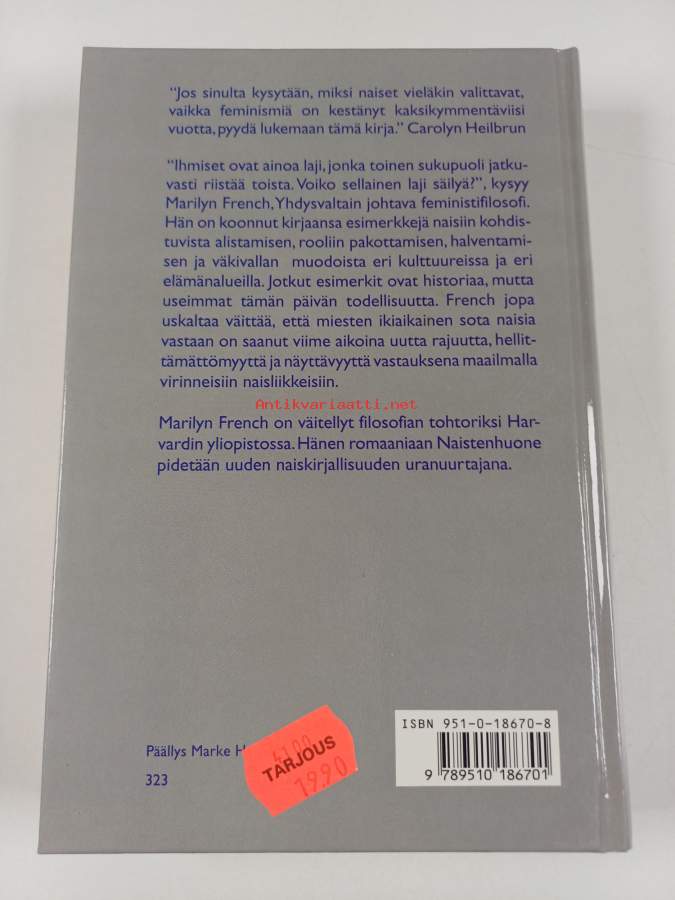 “Jos sinulta kysytään, miksi naiset vieläkin valittavat,
vaikka feminismiä on kestänyt kaksikymmentäviisi
vuotta, pyydä lukemaan tämä kirja.” Carolyn Heilbrun
“Ihmiset ovat ainoa laji, jonka toinen sukupuoli jatku-
vasti riistää toista. Voiko sellainen laji säilyä?”, kysyy
Marilyn French, Yhdysvaltain johtava feministifilosofi.
Hän on koonnut kirjaansa esimerkkejä naisiin kohdis-
tuvista alistamisen, rooliin pakottamisen, halventami-
sen ja väkivallan muodoista eri kulttuureissa ja eri
elämänalueilla. Jotkut esimerkit ovat historiaa, mutta
useimmat tämän päivän todellisuutta. French jopa
uskaltaa väittää, että miesten ikiaikainen sota naisia
vastaan on saanut viime aikoina uutta rajuutta, hellit-
tämättömyyttä ja näyttävyyttä vastauksena maailmalla
virinneisiin naisliikkeisiin.
Antikvariaatti.net
Marilyn French on väitellyt filosofian tohtoriksi Har-
vardin yliopistossa. Hänen romaaniaan Naistenhuone
pidetään uuden naiskirjallisuuden uranuurtajana.
ISBN 951-0-18670-8
9 789510 186701
Päällys Marke H
TARJOUS
19.90
323